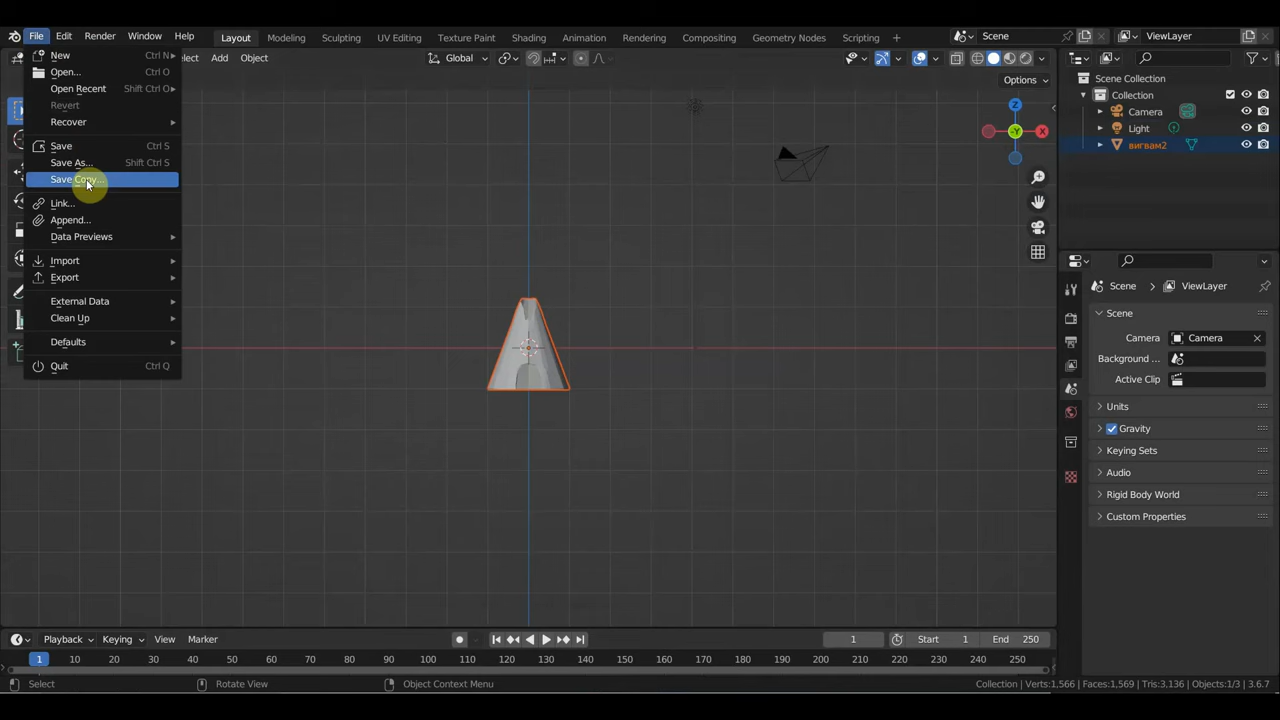 File Edit Render Window Help Layout Modeling Sculpting UV Editing Texture Paint Shading Animation Rendering Compositing Geometry Nodes Scripting + Scene ViewLayer
New Ctrl N
Open... Ctrl O
Open Recent Shift Ctrl O
Revert
Recover
Save Ctrl S
Save As... Shift Ctrl S
Save Copy...
Link...
Append...
Data Previews
Import
Export
External Data
Clean Up
Defaults
Quit Ctrl Q
Add Object Global
Options
Z
-Y
X
Scene Collection
Collection
Camera
Light
вигвам2
Scene > ViewLayer
Scene
Camera Camera
Background ...
Active Clip
Units
Gravity
Keying Sets
Audio
Rigid Body World
Custom Properties
Playback Keying View Marker 1 Start 1 End 250
1 10 20 30 40 50 60 70 80 90 100 110 120 130 140 150 160 170 180 190 200 210 220 230 240 250
Select Rotate View Object Context Menu Collection | Verts:1,566 | Faces:1,569 | Tris:3,136 | Objects:1/3 | 3.6.7